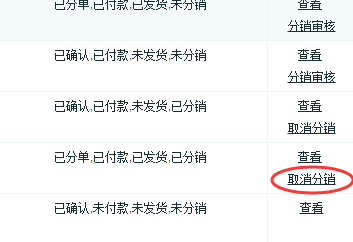 已分单,已付款,已发货,未分销 查看
分销审核
已确认,已付款,未发货,未分销 查看
分销审核
已确认,已付款,未发货,已分销 查看
取消分销
已分单,已付款,已发货,已分销 查看
取消分销
已确认,未付款,未发货,未分销 查看